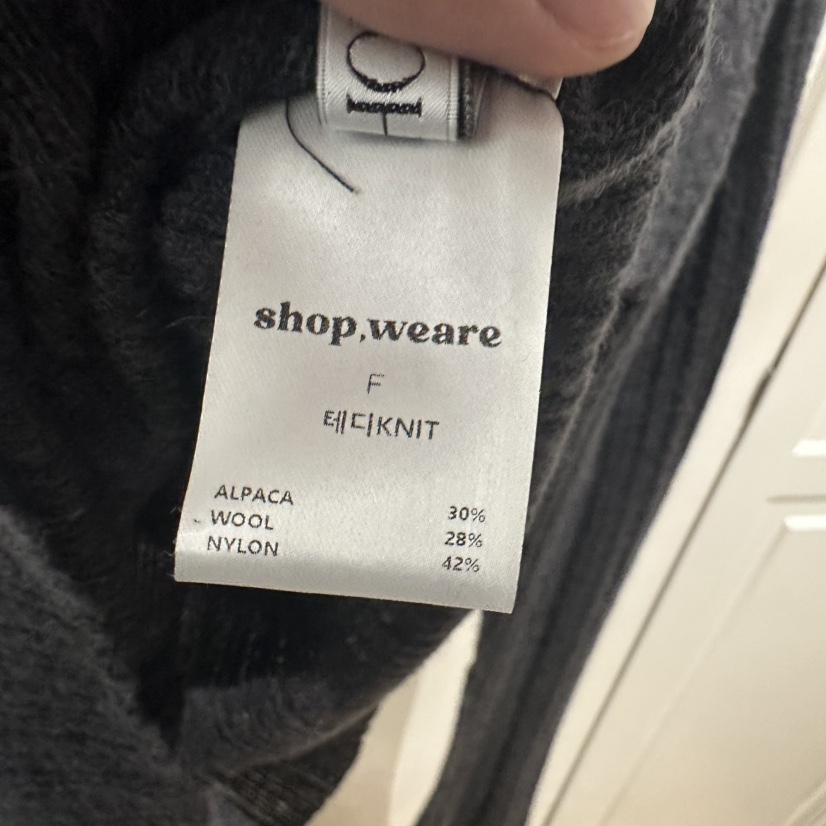 shop,weare
F
테디KNIT
ALPACA 30%
WOOL 28%
NYLON 42%